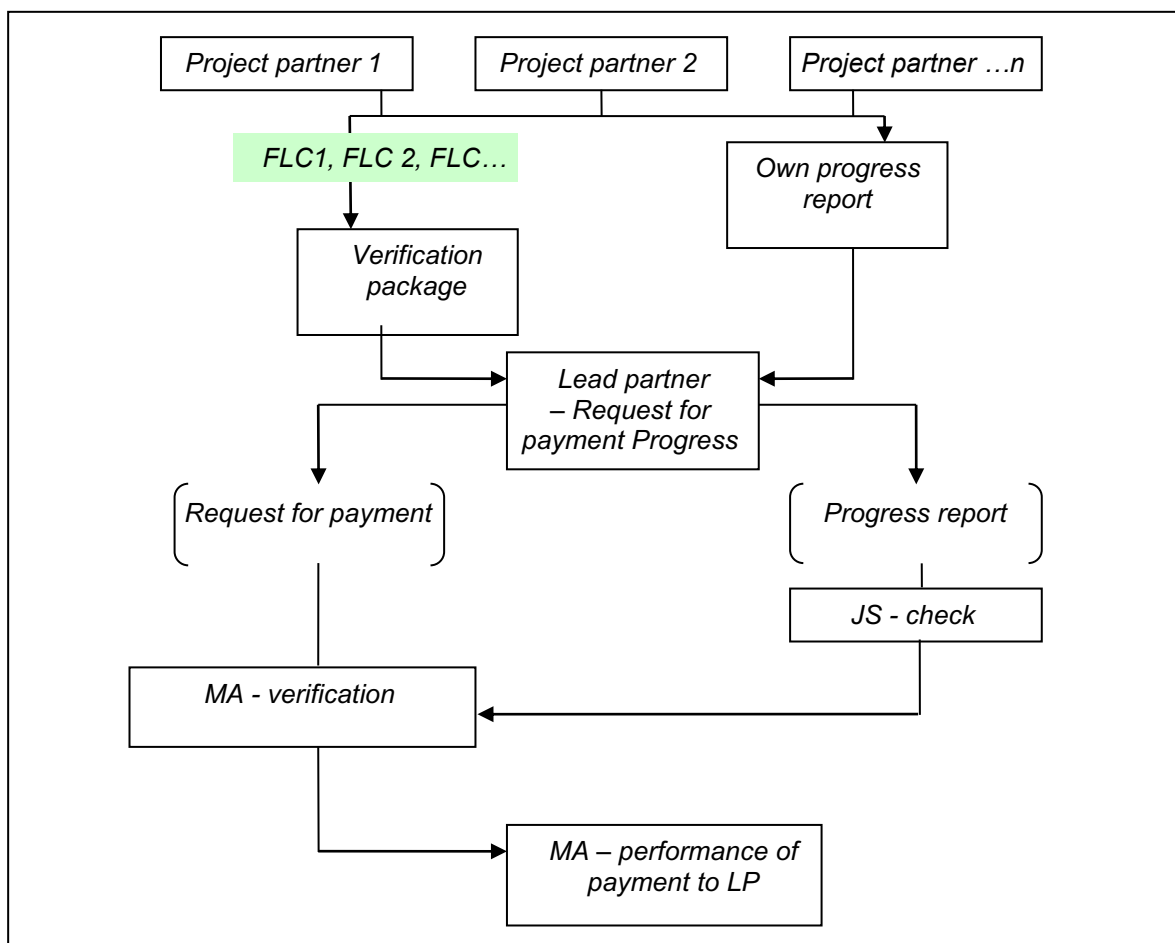 Project partner 1
Project partner 2
Project partner …n
FLC1, FLC 2, FLC…
Own progress
report
Verification
package
Lead partner
– Request for
payment Progress
Request for payment
Progress report
JS - check
MA - verification
MA – performance of
payment to LP